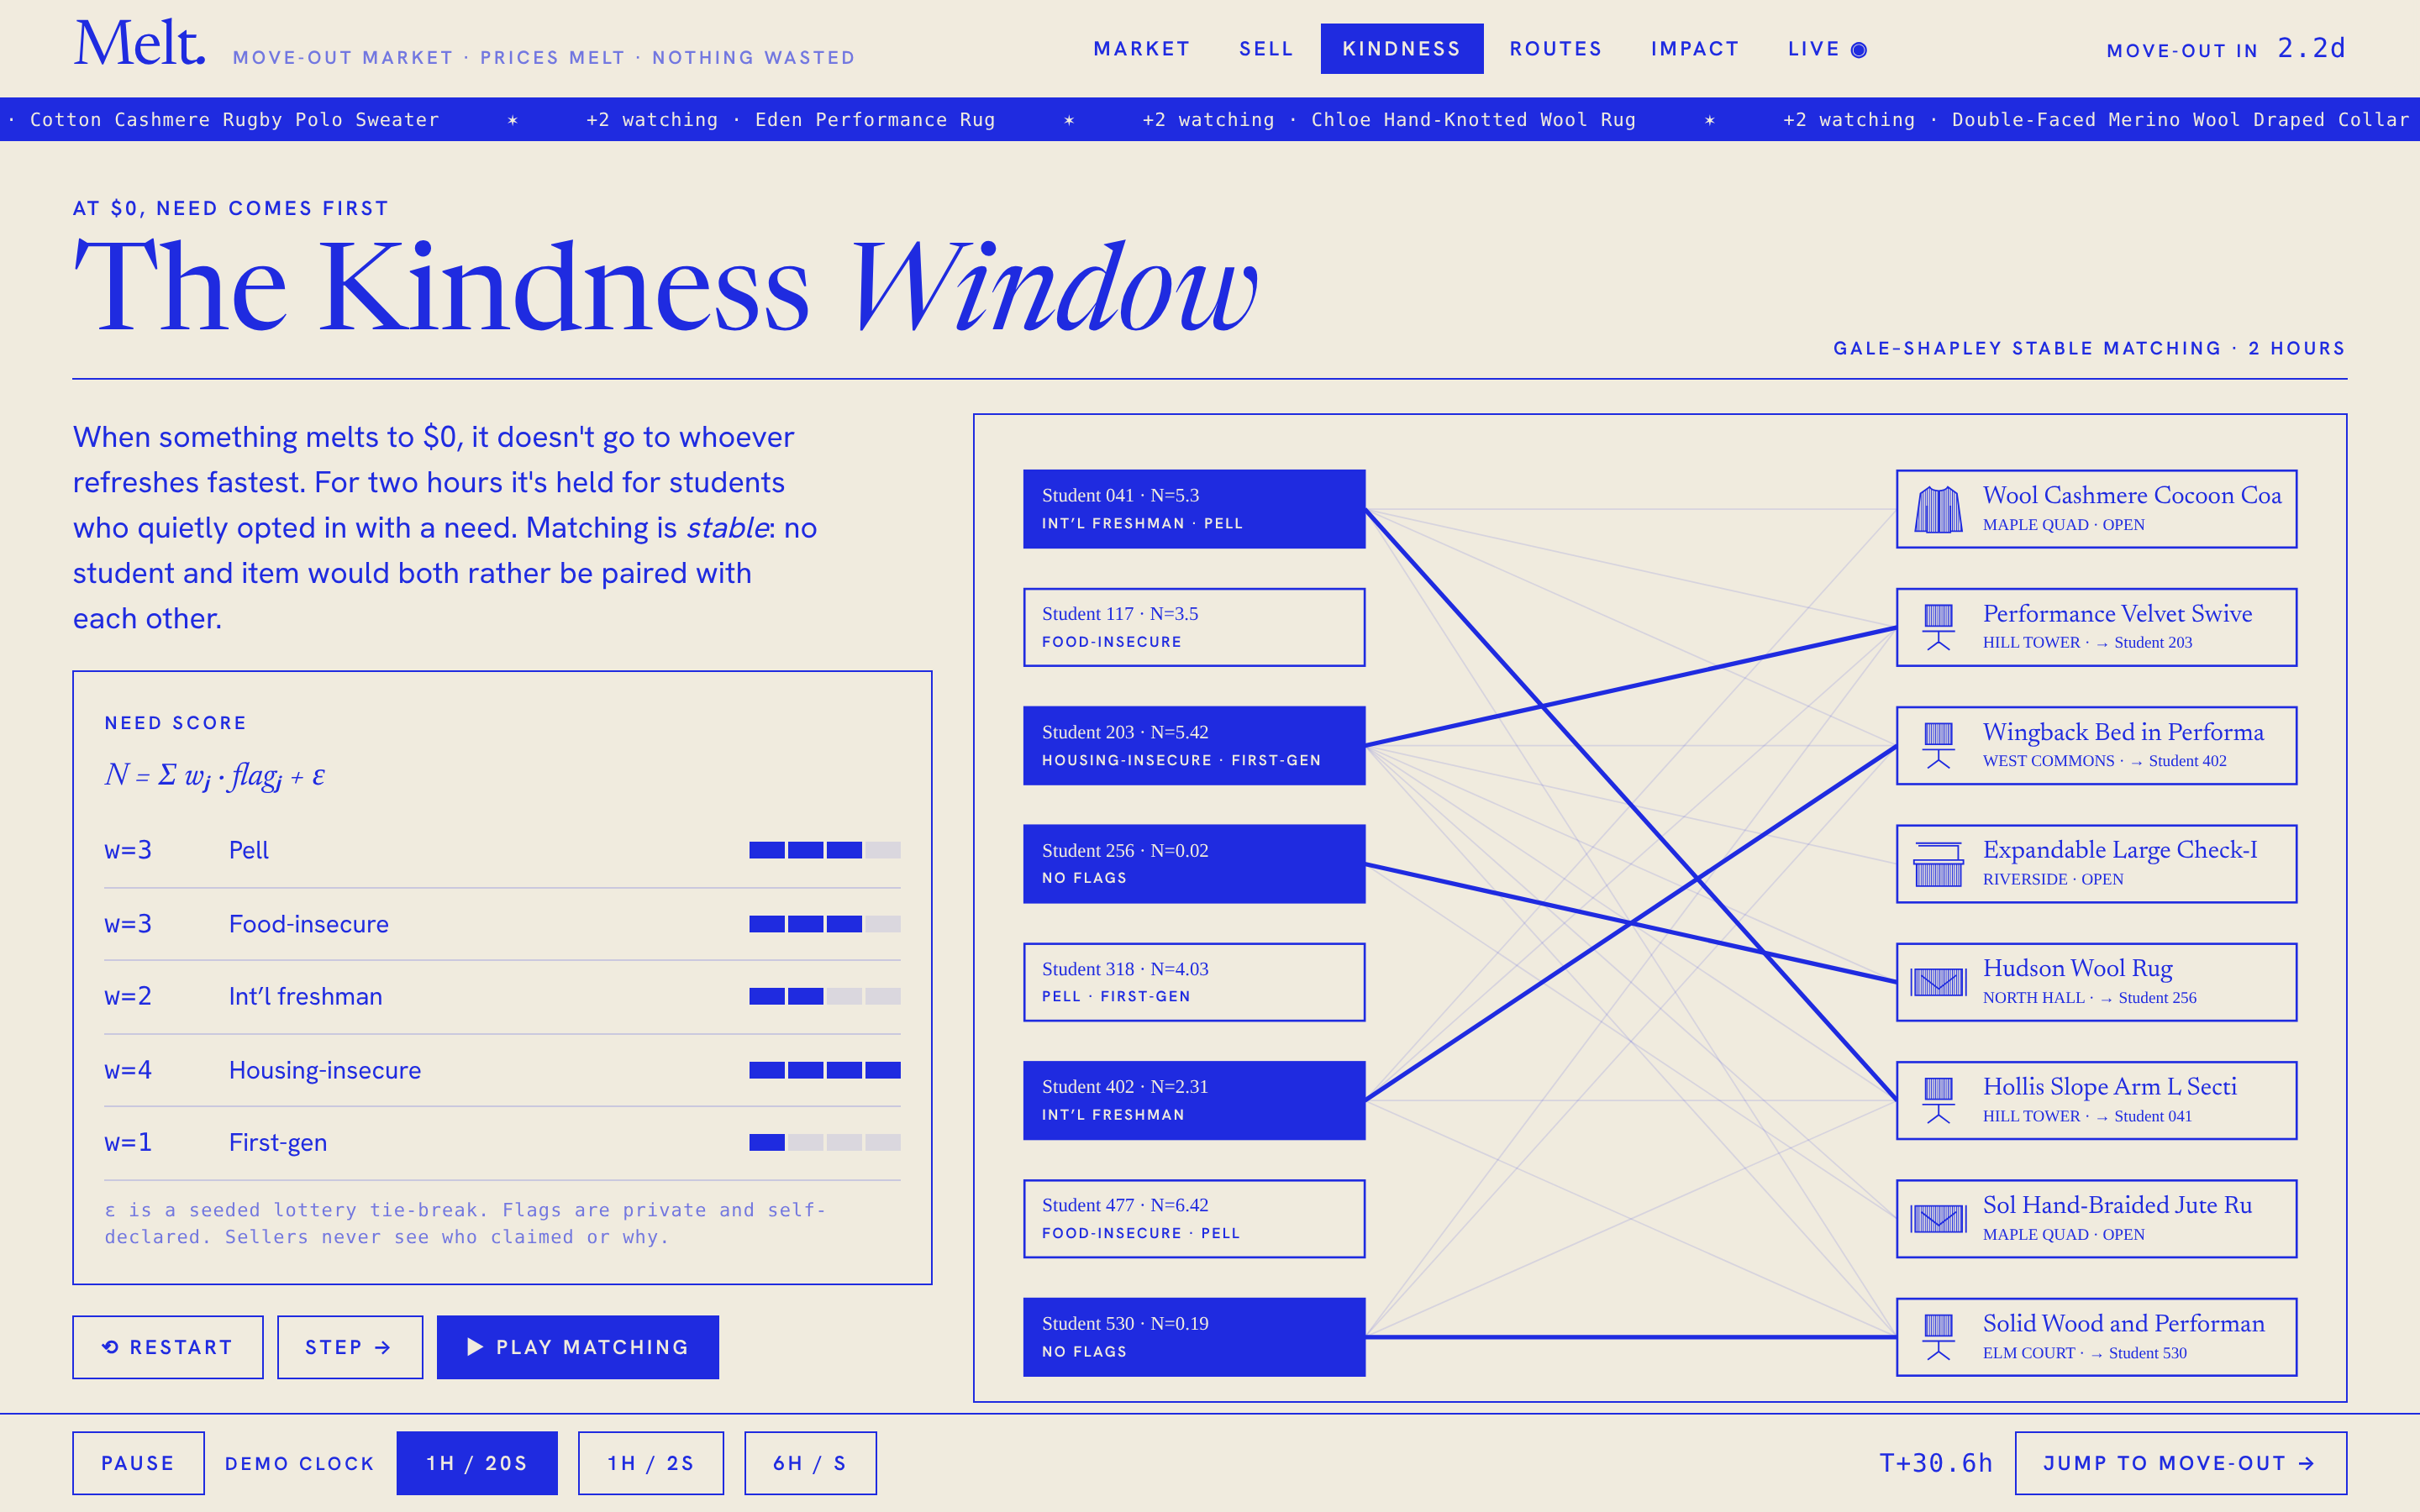 Melt.
MOVE-OUT MARKET · PRICES MELT · NOTHING WASTED
MARKET
SELL
KINDNESS
ROUTES
IMPACT
LIVE ◉
MOVE-OUT IN 2.2d
· Cotton Cashmere Rugby Polo Sweater ✶ +2 watching · Eden Performance Rug ✶ +2 watching · Chloe Hand-Knotted Wool Rug ✶ +2 watching · Double-Faced Merino Wool Draped Collar
AT $0, NEED COMES FIRST
The Kindness Window
GALE–SHAPLEY STABLE MATCHING · 2 HOURS
When something melts to $0, it doesn't go to whoever
refreshes fastest. For two hours it's held for students
who quietly opted in with a need. Matching is stable: no
student and item would both rather be paired with
each other.
NEED SCORE
N = Σ wⱼ · flagⱼ + ε
w=3 Pell
w=3 Food-insecure
w=2 Int’l freshman
w=4 Housing-insecure
w=1 First-gen
ε is a seeded lottery tie-break. Flags are private and self-
declared. Sellers never see who claimed or why.
⟲ RESTART
STEP →
▶ PLAY MATCHING
Student 041 · N=5.3
INT’L FRESHMAN · PELL
Student 117 · N=3.5
FOOD-INSECURE
Student 203 · N=5.42
HOUSING-INSECURE · FIRST-GEN
Student 256 · N=0.02
NO FLAGS
Student 318 · N=4.03
PELL · FIRST-GEN
Student 402 · N=2.31
INT’L FRESHMAN
Student 477 · N=6.42
FOOD-INSECURE · PELL
Student 530 · N=0.19
NO FLAGS
Wool Cashmere Cocoon Coa
MAPLE QUAD · OPEN
Performance Velvet Swive
HILL TOWER · → Student 203
Wingback Bed in Performa
WEST COMMONS · → Student 402
Expandable Large Check-I
RIVERSIDE · OPEN
Hudson Wool Rug
NORTH HALL · → Student 256
Hollis Slope Arm L Secti
HILL TOWER · → Student 041
Sol Hand-Braided Jute Ru
MAPLE QUAD · OPEN
Solid Wood and Performan
ELM COURT · → Student 530
PAUSE
DEMO CLOCK
1H / 20S
1H / 2S
6H / S
T+30.6h
JUMP TO MOVE-OUT →